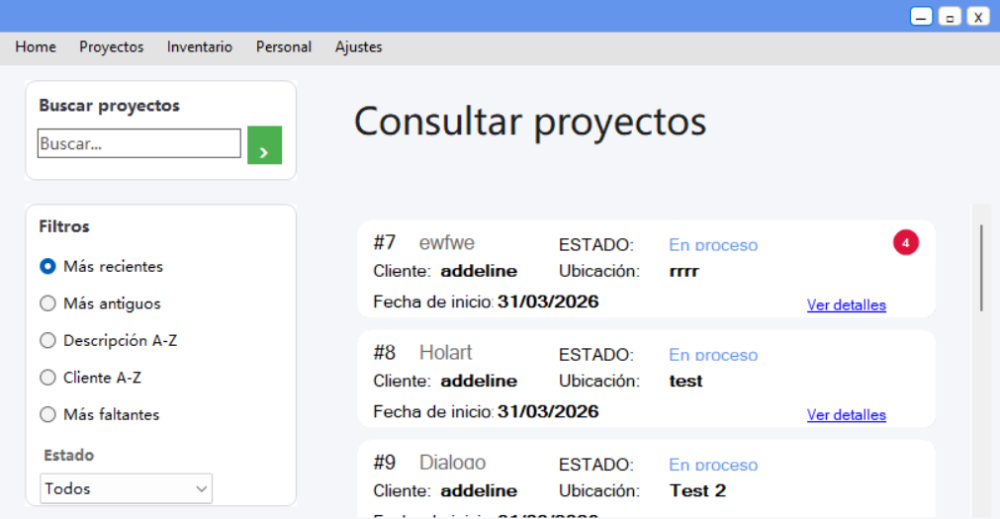 X
Home Proyectos Inventario Personal Ajustes
Buscar proyectos
Buscar...
Filtros
Más recientes
Más antiguos
Descripción A-Z
Cliente A-Z
Más faltantes
Estado
Todos
Consultar proyectos
#7 ewfwe ESTADO: En proceso 4
Cliente: addeline Ubicación: rrrr
Fecha de inicio: 31/03/2026 Ver detalles
#8 Holart ESTADO: En proceso
Cliente: addeline Ubicación: test
Fecha de inicio: 31/03/2026 Ver detalles
#9 Dialogo ESTADO: En proceso
Cliente: addeline Ubicación: Test 2